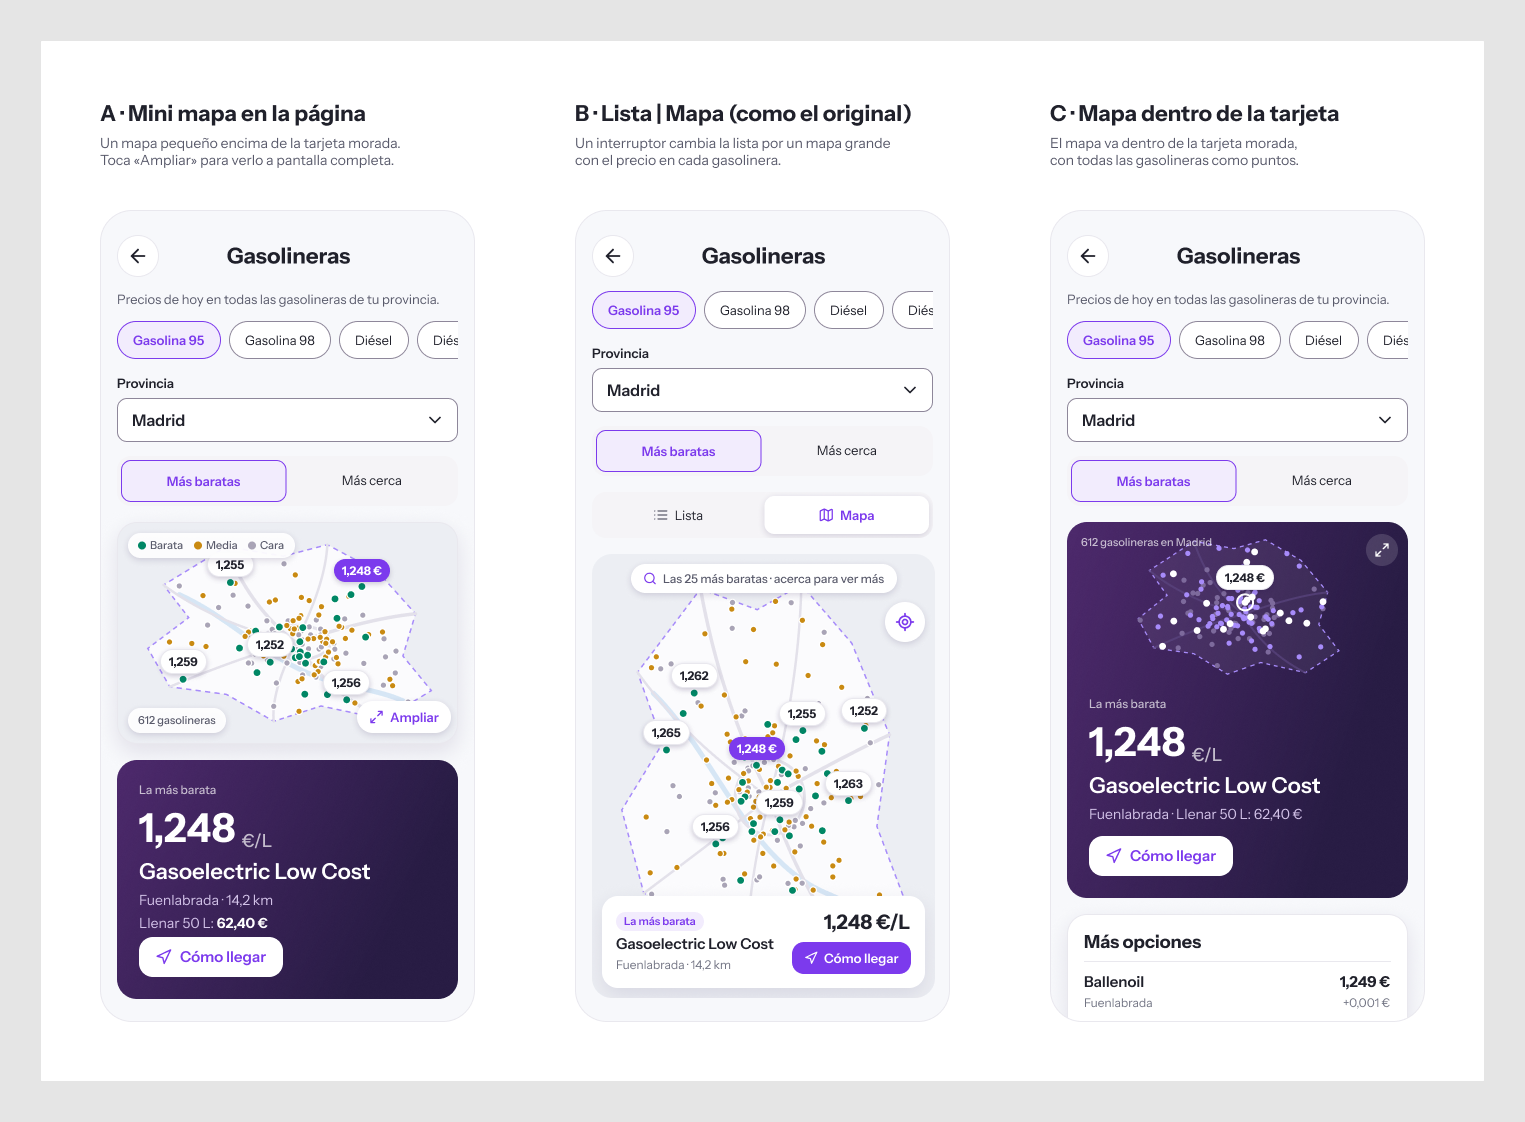 A · Mini mapa en la página
Un mapa pequeño encima de la tarjeta morada.
Toca «Ampliar» para verlo a pantalla completa.
Gasolineras
Precios de hoy en todas las gasolineras de tu provincia.
Gasolina 95
Gasolina 98
Diésel
Diés
Provincia
Madrid
Más baratas
Más cerca
Barata
Media
Cara
1,255
1,248 €
1,252
1,259
1,256
612 gasolineras
Ampliar
La más barata
1,248 €/L
Gasoelectric Low Cost
Fuenlabrada · 14,2 km
Llenar 50 L: 62,40 €
Cómo llegar
B · Lista | Mapa (como el original)
Un interruptor cambia la lista por un mapa grande
con el precio en cada gasolinera.
Gasolineras
Gasolina 95
Gasolina 98
Diésel
Diés
Provincia
Madrid
Más baratas
Más cerca
Lista
Mapa
Las 25 más baratas · acerca para ver más
1,262
1,255
1,252
1,265
1,248 €
1,263
1,259
1,256
La más barata
1,248 €/L
Gasoelectric Low Cost
Fuenlabrada · 14,2 km
Cómo llegar
C · Mapa dentro de la tarjeta
El mapa va dentro de la tarjeta morada,
con todas las gasolineras como puntos.
Gasolineras
Precios de hoy en todas las gasolineras de tu provincia.
Gasolina 95
Gasolina 98
Diésel
Diés
Provincia
Madrid
Más baratas
Más cerca
612 gasolineras en Madrid
1,248 €
La más barata
1,248 €/L
Gasoelectric Low Cost
Fuenlabrada · Llenar 50 L: 62,40 €
Cómo llegar
Más opciones
Ballenoil
1,249 €
Fuenlabrada
+0,001 €